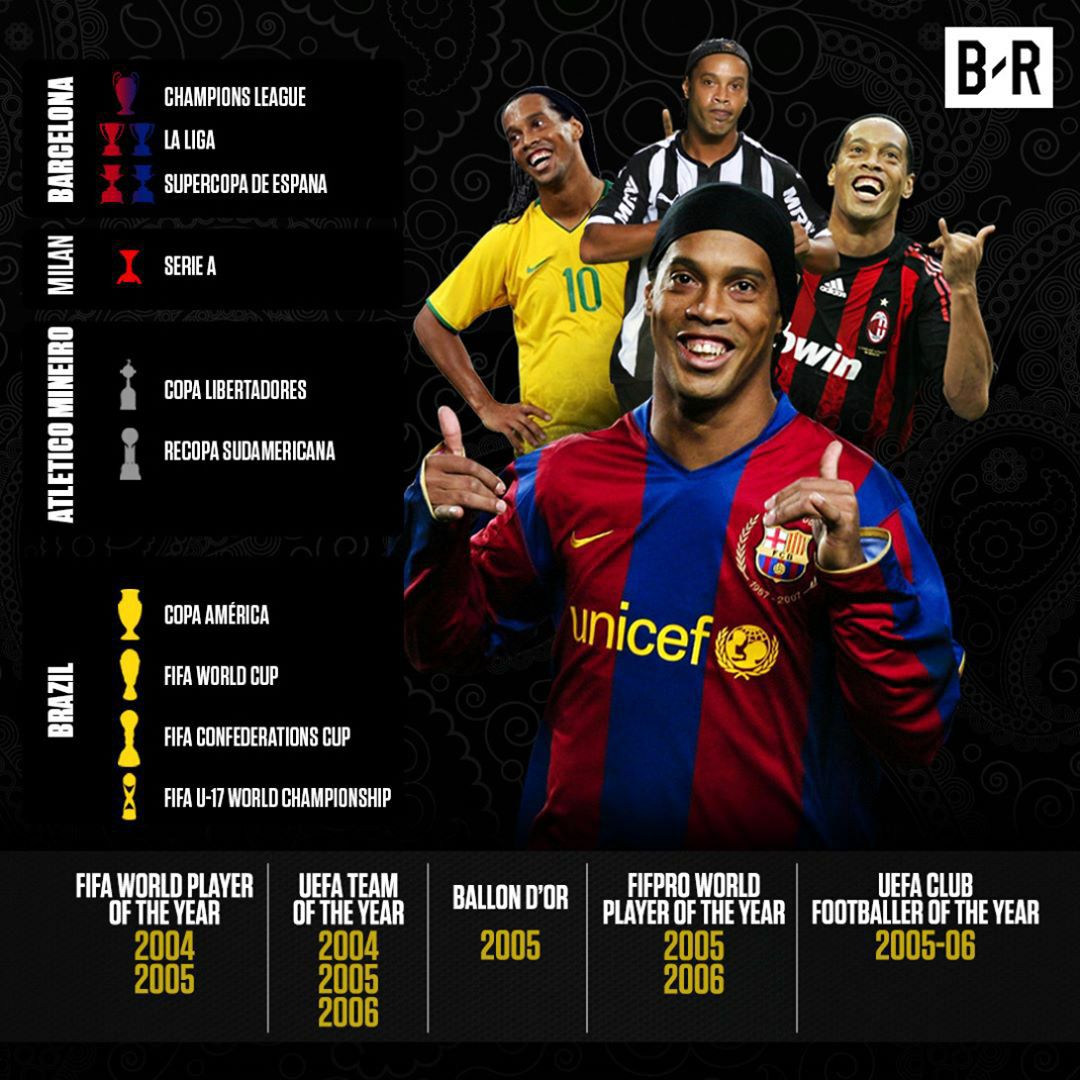 B/R
BARCELONA
CHAMPIONS LEAGUE
LA LIGA
SUPERCOPA DE ESPANA
MILAN
SERIE A
ATLETICO MINEIRO
COPA LIBERTADORES
RECOPA SUDAMERICANA
BRAZIL
COPA AMÉRICA
FIFA WORLD CUP
FIFA CONFEDERATIONS CUP
FIFA U-17 WORLD CHAMPIONSHIP
10
MRV
MRV
adidas
bwin
FCB
1957 - 2007
unicef
FIFA WORLD PLAYER
OF THE YEAR
2004
2005
UEFA TEAM
OF THE YEAR
2004
2005
2006
BALLON D'OR
2005
FIFPRO WORLD
PLAYER OF THE YEAR
2005
2006
UEFA CLUB
FOOTBALLER OF THE YEAR
2005-06